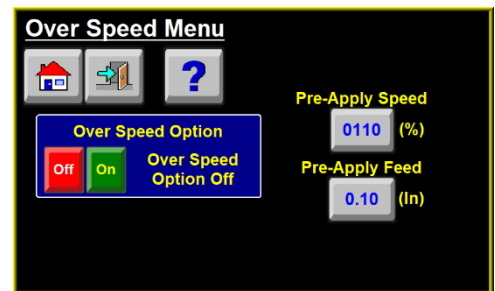 Over Speed Menu
?
Pre-Apply Speed
0110 (%)
Over Speed Option
Off On Over Speed
Option Off
Pre-Apply Feed
0.10 (In)